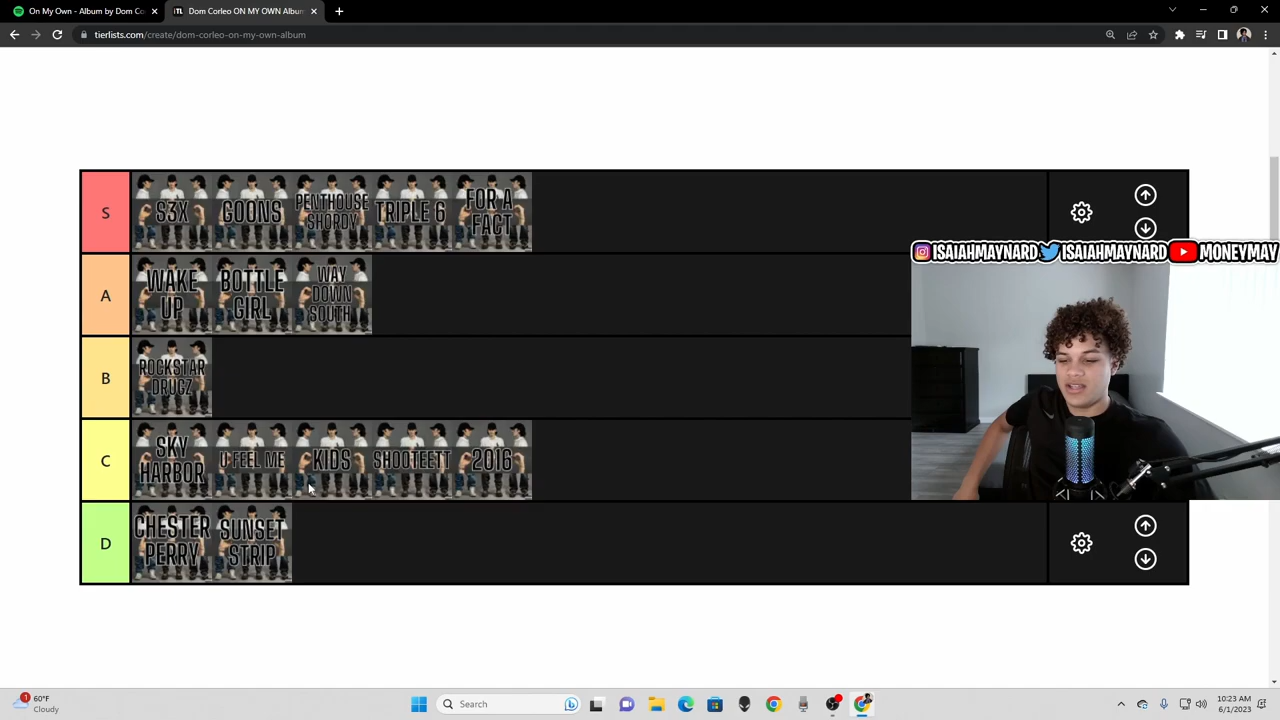 On My Own - Album by Dom Co
Dom Corleo ON MY OWN Album
tierlists.com/create/dom-corleo-on-my-own-album
S
S3X
GOONS
PENTHOUSE
SHORDY
TRIPLE 6
FOR A
FACT
ISAIAHMAYNARD
ISAIAHMAYNARD
MONEYMAY
A
WAKE
UP
BOTTLE
GIRL
WAY
DOWN
SOUTH
B
ROCKSTAR
DRUGZ
C
SKY
HARBOR
U FEEL ME
KIDS
SHOOTEETT
2016
D
CHESTER
PERRY
SUNSET
STRIP
1
60°F
Cloudy
Search
10:23 AM
6/1/2023